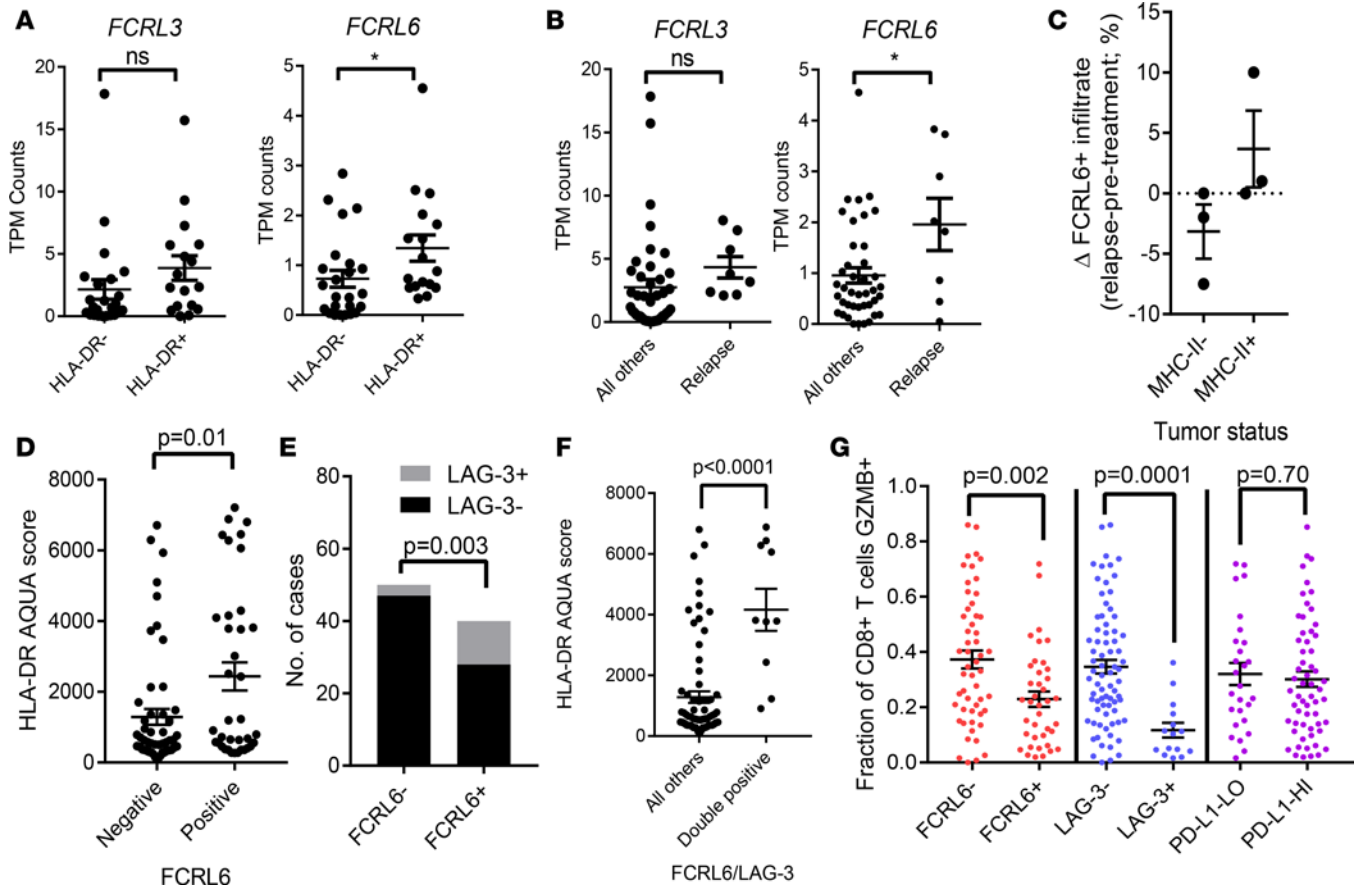 A
FCRL3
ns
TPM Counts
20
15
10
5
0
HLA-DR-
HLA-DR+
FCRL6
*
TPM counts
5
4
3
2
1
0
HLA-DR-
HLA-DR+
B
FCRL3
ns
TPM counts
20
15
10
5
0
All others
Relapse
FCRL6
*
TPM counts
5
4
3
2
1
0
All others
Relapse
C
Δ FCRL6+ infiltrate
(relapse-pre-treatment; %)
15
10
5
0
-5
-10
MHC-II-
MHC-II+
Tumor status
D
p=0.01
HLA-DR AQUA score
8000
6000
4000
2000
0
Negative
Positive
FCRL6
E
LAG-3+
LAG-3-
p=0.003
No. of cases
80
60
40
20
0
FCRL6-
FCRL6+
F
p<0.0001
HLA-DR AQUA score
8000
6000
4000
2000
0
All others
Double positive
FCRL6/LAG-3
G
p=0.002
p=0.0001
p=0.70
Fraction of CD8+ T cells GZMB+
1.0
0.8
0.6
0.4
0.2
0.0
FCRL6-
FCRL6+
LAG-3-
LAG-3+
PD-L1-LO
PD-L1-HI